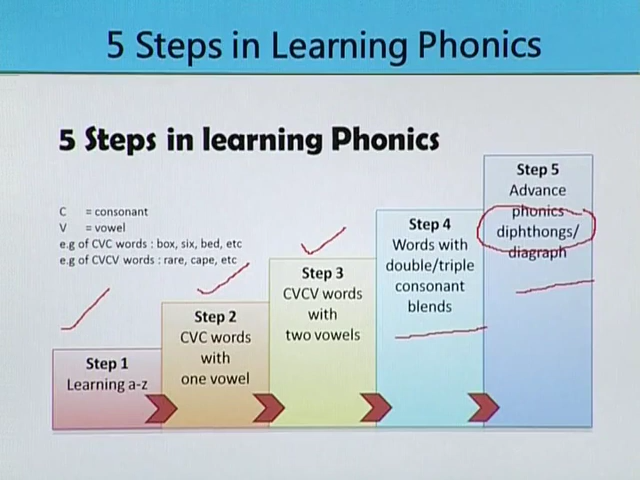 5 Steps in Learning Phonics
5 Steps in learning Phonics
C = consonant
V = vowel
e.g of CVC words : box, six, bed, etc
e.g of CVCV words : rare, cape, etc
Step 1
Learning a-z
Step 2
CVC words
with
one vowel
Step 3
CVCV words
with
two vowels
Step 4
Words with
double/triple
consonant
blends
Step 5
Advance
phonics
diphthongs/
diagraph